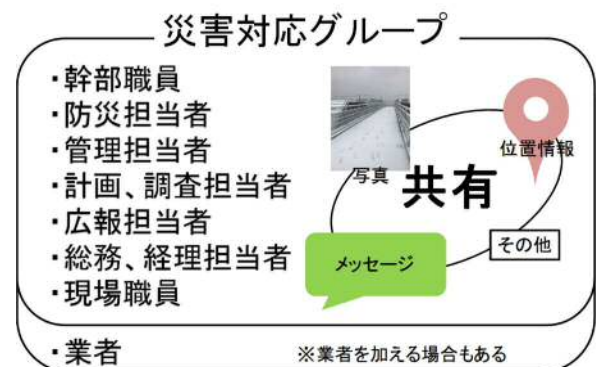 災害対応グループ
・幹部職員
・防災担当者
・管理担当者
・計画、調査担当者
・広報担当者
・総務、経理担当者
・現場職員
写真
位置情報
共有
メッセージ
その他
・業者
※業者を加える場合もある